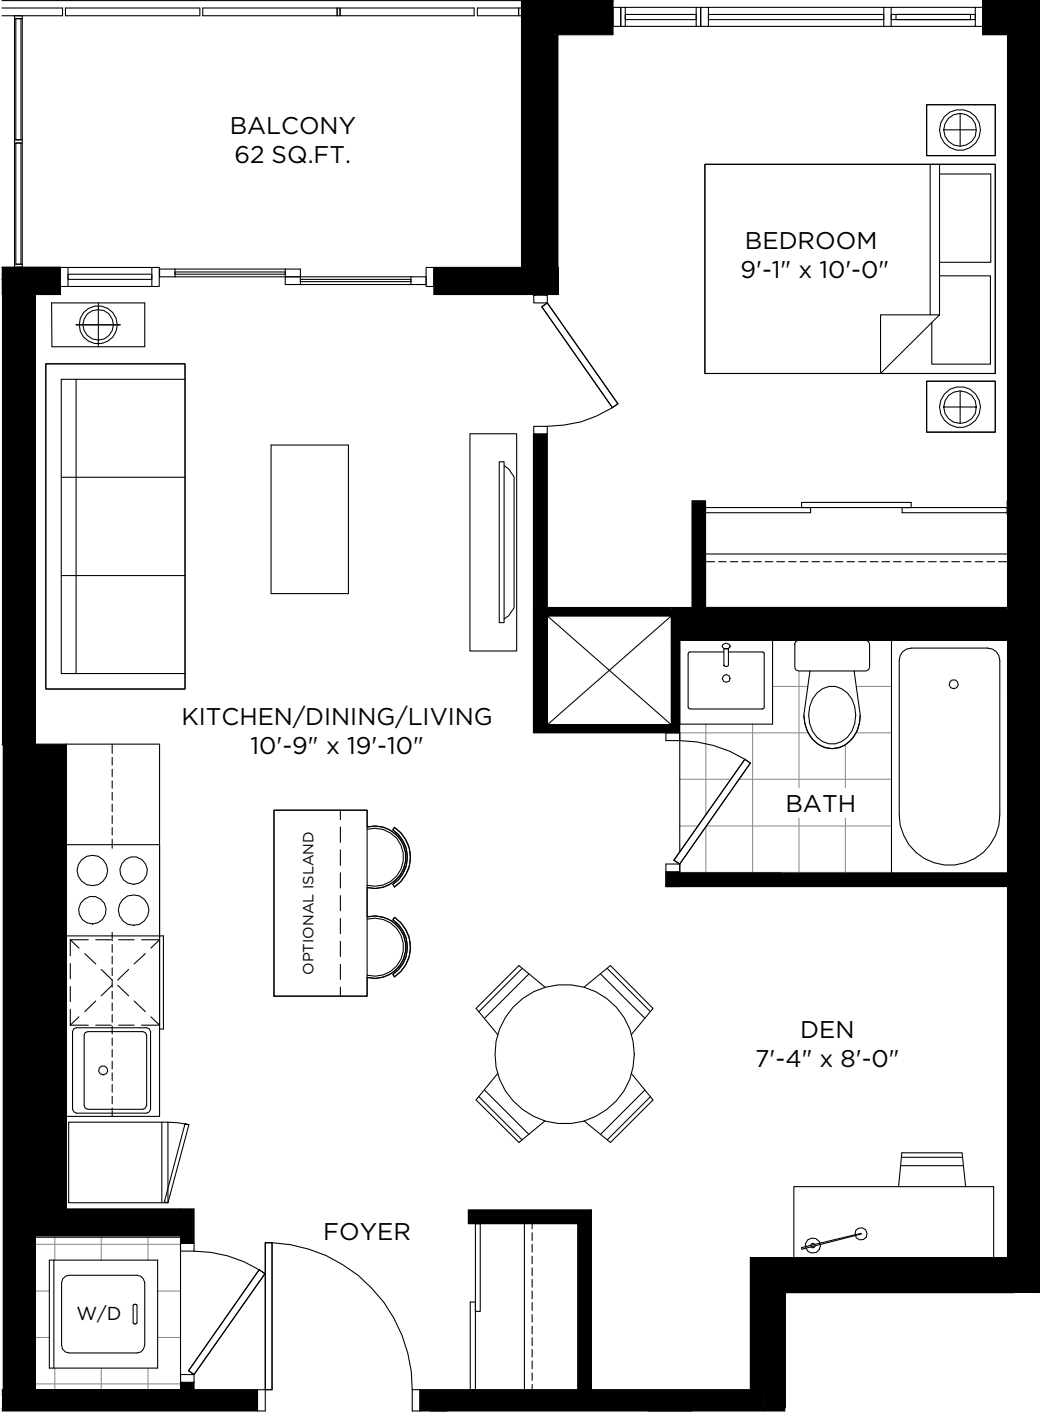 BALCONY
62 SQ.FT.
BEDROOM
9'-1" x 10'-0"
KITCHEN/DINING/LIVING
10'-9" x 19'-10"
BATH
OPTIONAL ISLAND
DEN
7'-4" x 8'-0"
FOYER
W/D